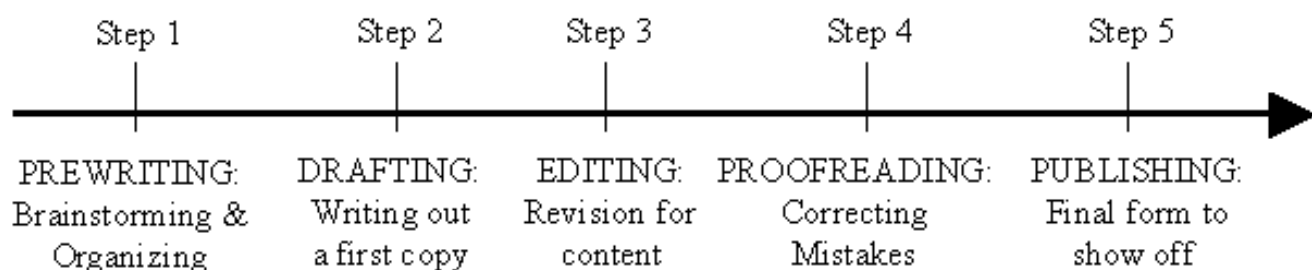 Step 1 Step 2 Step 3 Step 4 Step 5
PREWRITING: DRAFTING: EDITING: PROOFREADING: PUBLISHING:
Brainstorming & Writing out Revision for Correcting Final form to
Organizing a first copy content Mistakes show off